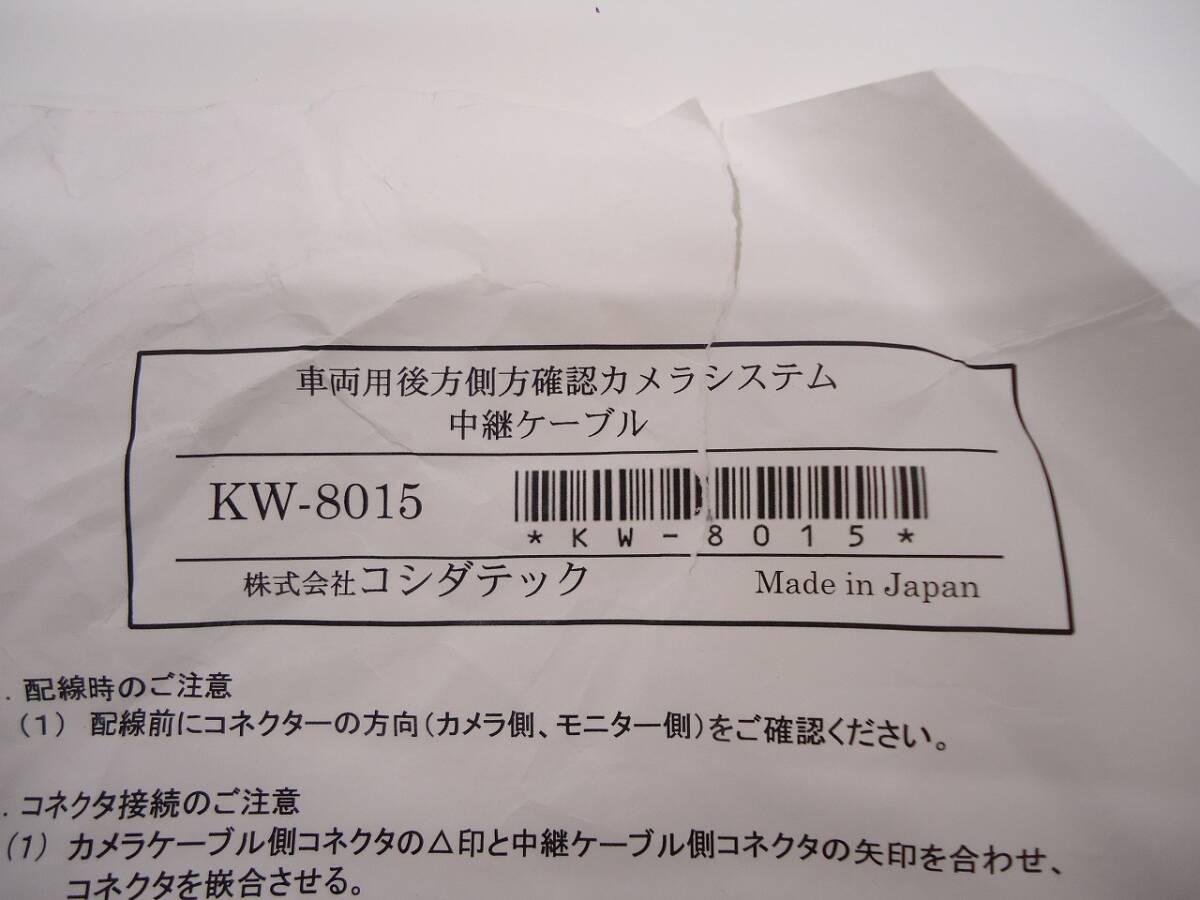 車両用後方側方確認カメラシステム
中継ケーブル
KW-8015
*KW-8015*
株式会社コシダテック Made in Japan
. 配線時のご注意
(1) 配線前にコネクターの方向(カメラ側、モニター側)をご確認ください。
. コネクタ接続のご注意
(1) カメラケーブル側コネクタの△印と中継ケーブル側コネクタの矢印を合わせ、
コネクタを嵌合させる。